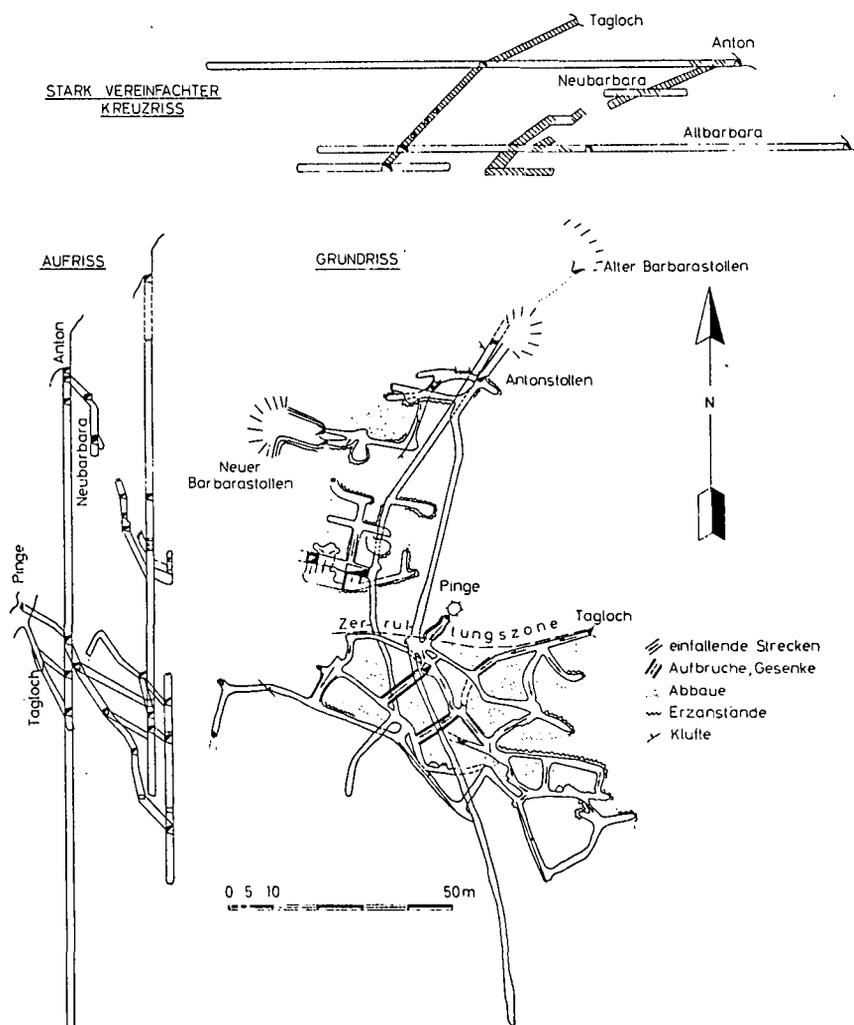 Tagloch
Anton
STARK VEREINFACHTER
KREUZRISS
Neubarbara
Altbarbara
AUFRISS
GRUNDRISS
Alter Barbarastollen
Anton
Antonstollen
N
Neubarbara
Neuer
Barbarastollen
Pinge
Pinge
Zerrüttungszone
Tagloch
Tagloch
einfallende Strecken
Aufbruche, Gesenke
Abbaue
Erzanstände
Klufte
0 5 10 50m